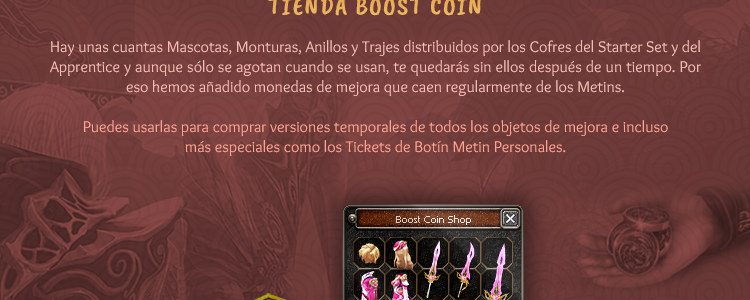 TIENDA BOOST COIN
Hay unas cuantas Mascotas, Monturas, Anillos y Trajes distribuidos por los Cofres del Starter Set y del
Apprentice y aunque sólo se agotan cuando se usan, te quedarás sin ellos después de un tiempo. Por
eso hemos añadido monedas de mejora que caen regularmente de los Metins.
Puedes usarlas para comprar versiones temporales de todos los objetos de mejora e incluso
más especiales como los Tickets de Botín Metin Personales.
Boost Coin Shop